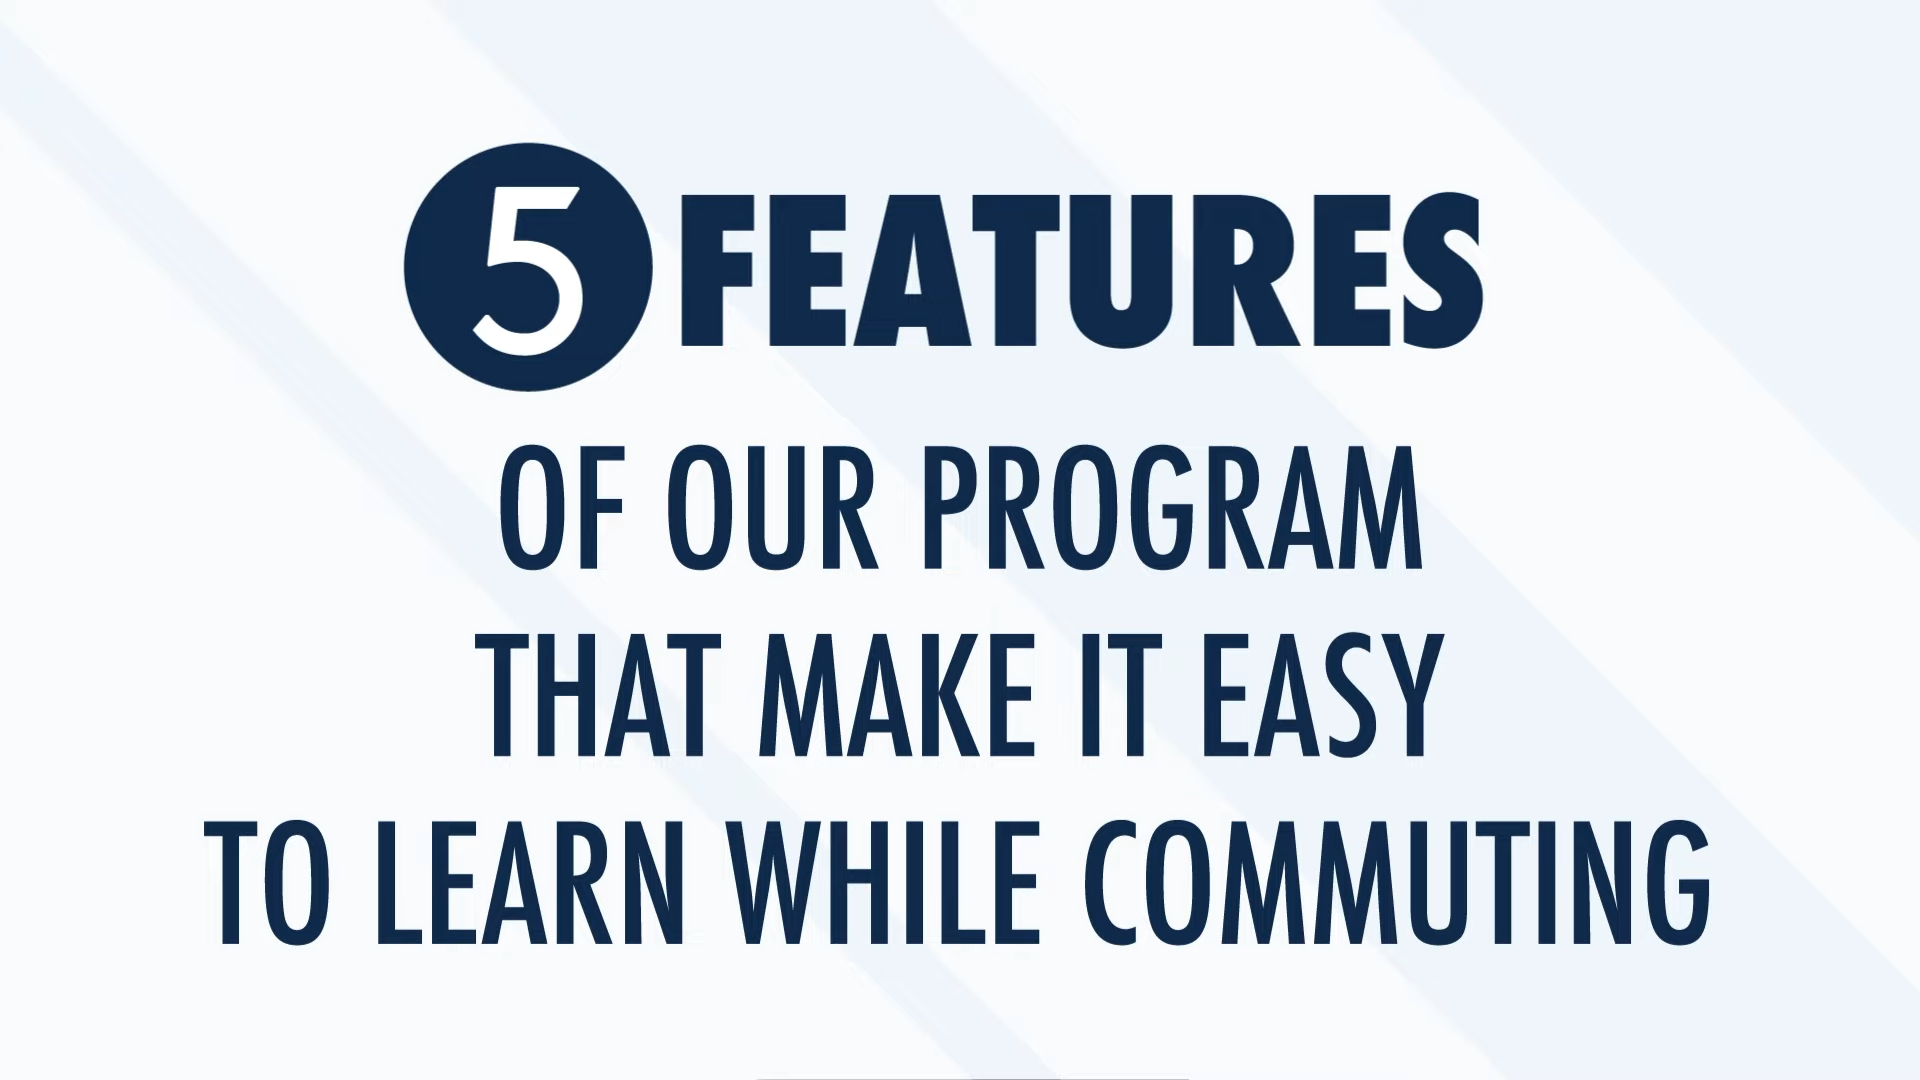 5 FEATURES
OF OUR PROGRAM
THAT MAKE IT EASY
TO LEARN WHILE COMMUTING